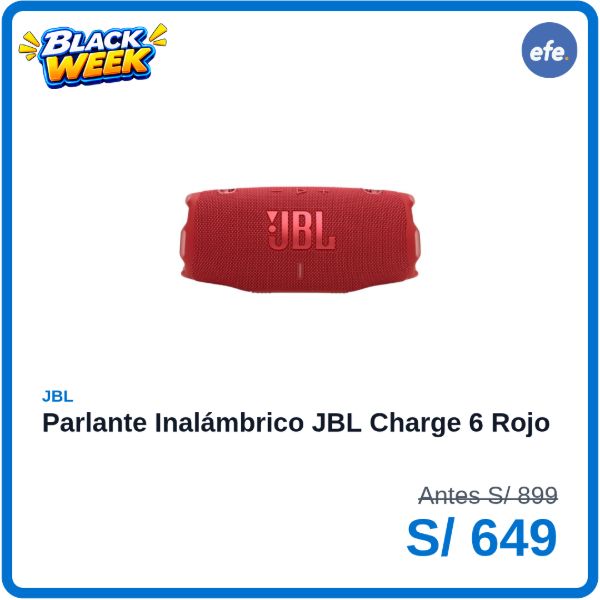 BLACK
WEEK
efe.
JBL
JBL
Parlante Inalámbrico JBL Charge 6 Rojo
Antes S/ 899
S/ 649